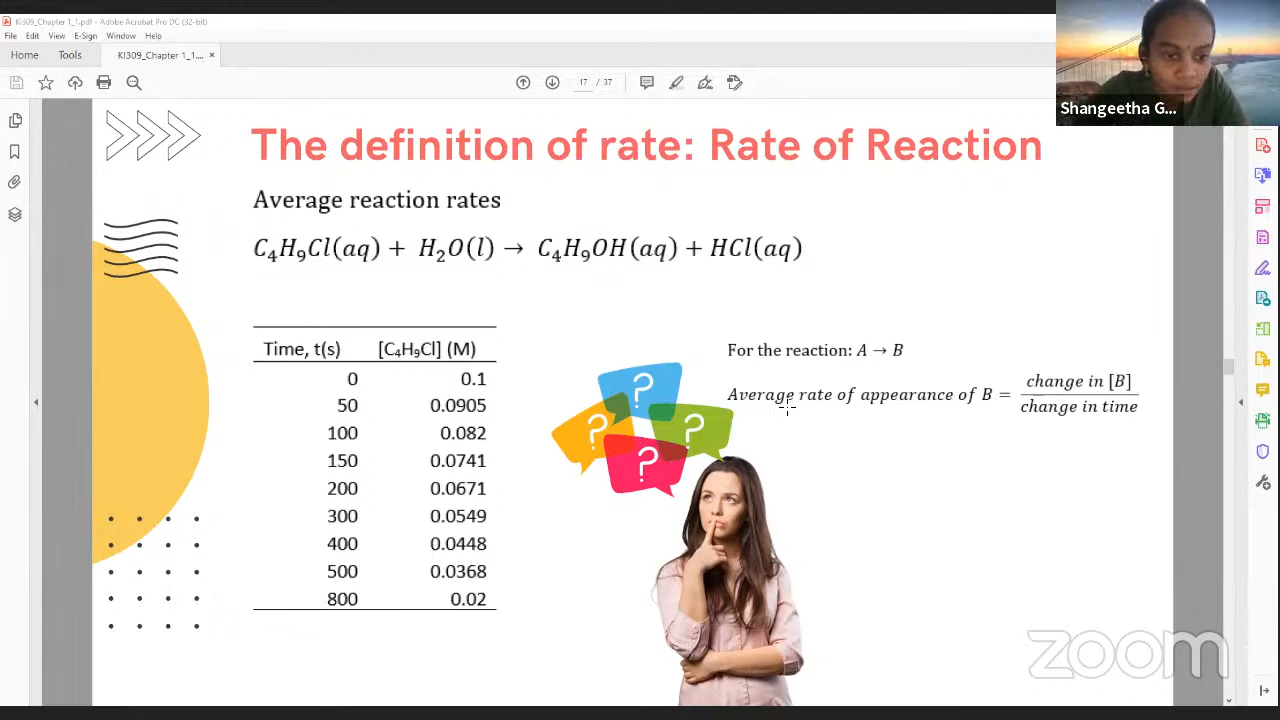 KI309_Chapter 1_1.pdf - Adobe Acrobat Pro DC (32-bit)
File Edit View E-Sign Window Help
Home Tools KI309_Chapter 1_1.... ×
17 / 37
Shangeetha G...
The definition of rate: Rate of Reaction
Average reaction rates
C₄H₉Cl(aq) + H₂O(l) → C₄H₉OH(aq) + HCl(aq)
Time, t(s) [C₄H₉Cl] (M)
0 0.1
50 0.0905
100 0.082
150 0.0741
200 0.0671
300 0.0549
400 0.0448
500 0.0368
800 0.02
? ? ? ?
For the reaction: A → B
Average rate of appearance of B = change in [B] / change in time
zoom